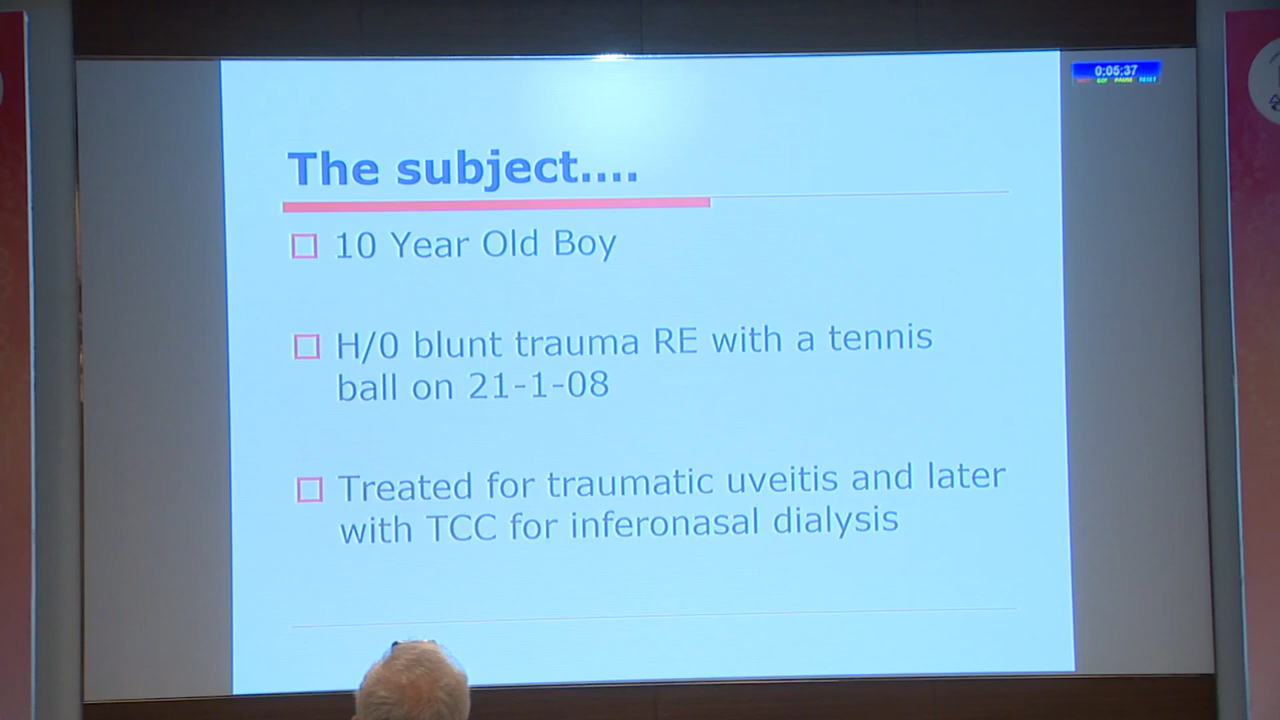 0:05:37
The subject....
10 Year Old Boy
H/0 blunt trauma RE with a tennis
ball on 21-1-08
Treated for traumatic uveitis and later
with TCC for inferonasal dialysis